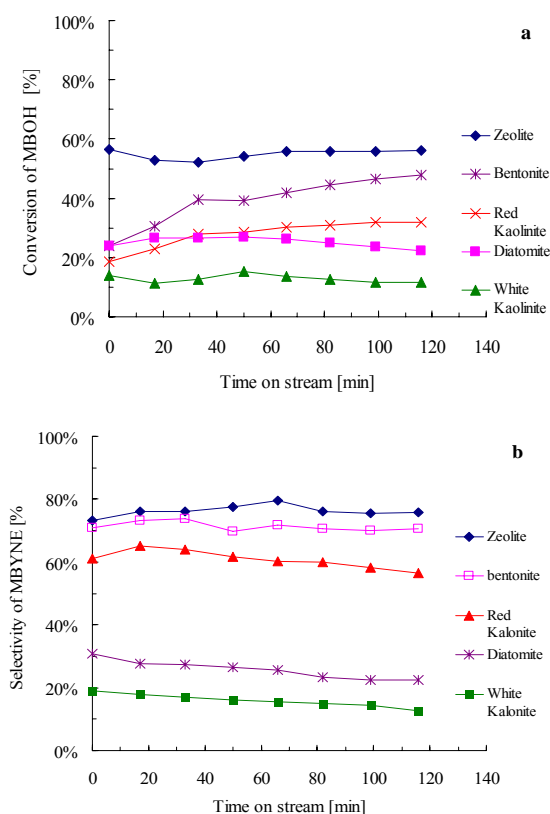 a
100%
80%
60%
40%
20%
0%
Conversion of MBOH [%]
0 20 40 60 80 100 120 140
Time on stream [min]
Zeolite
Bentonite
Red
Kaolinite
Diatomite
White
Kaolinite
b
100%
80%
60%
40%
20%
0%
Selectivity of MBYNE [%
0 20 40 60 80 100 120 140
Time on stream [min]
Zeolite
bentonite
Red
Kalonite
Diatomite
White
Kalonite